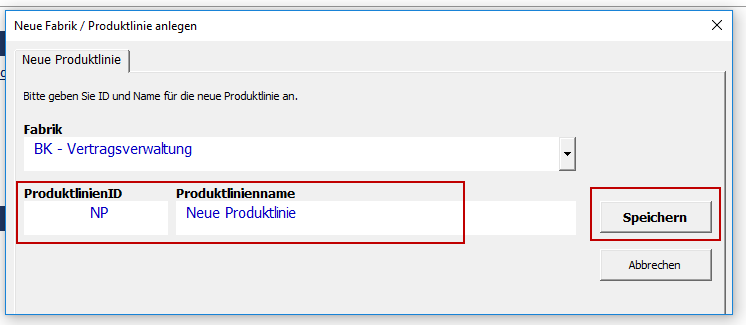 Neue Fabrik / Produktlinie anlegen
Neue Produktlinie
Bitte geben Sie ID und Name für die neue Produktlinie an.
Fabrik
BK - Vertragsverwaltung
ProduktlinienID Produktlinienname
NP Neue Produktlinie
Speichern
Abbrechen